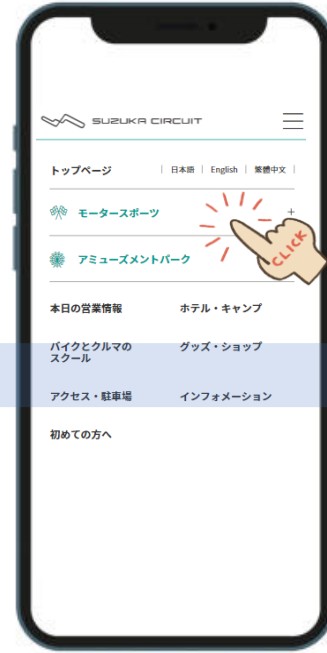 SUZUKA CIRCUIT
トップページ | 日本語 | English | 繁體中文 |
モータースポーツ +
アミューズメントパーク
CLICK
本日の営業情報 ホテル・キャンプ
バイクとクルマの
スクール
グッズ・ショップ
アクセス・駐車場 インフォメーション
初めての方へ